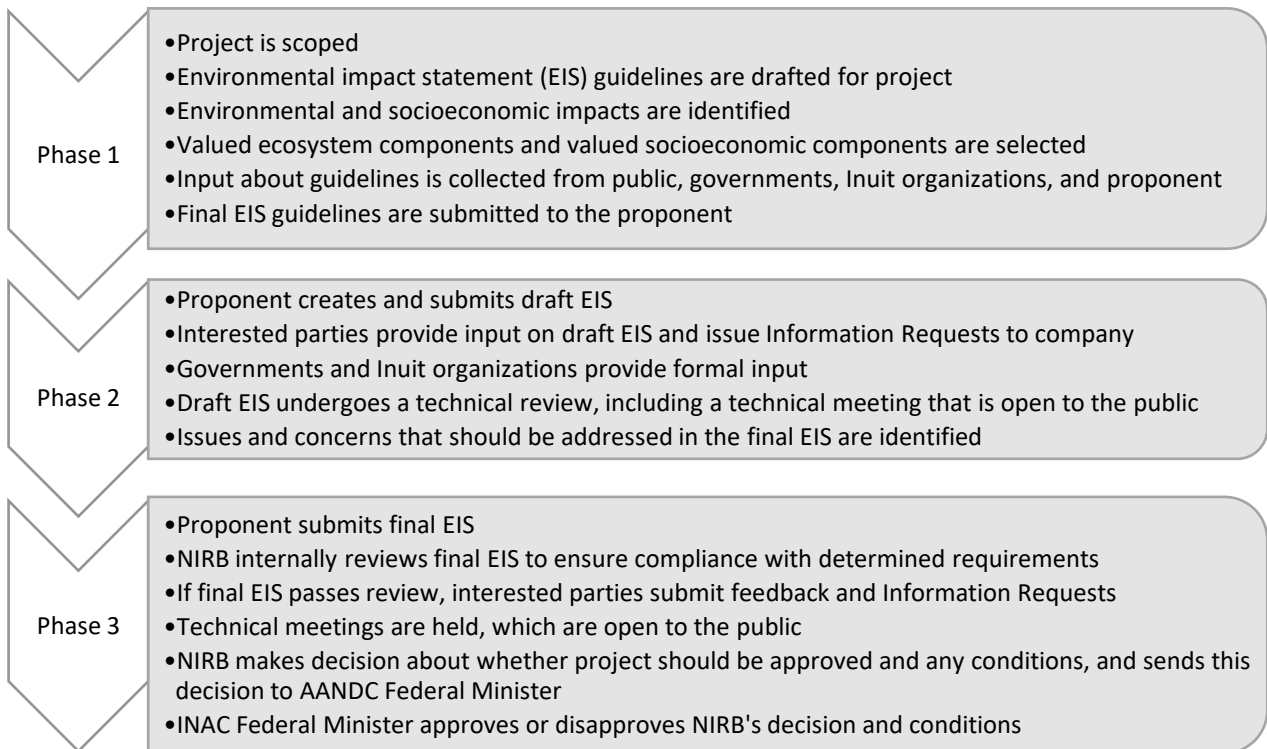 Phase 1
•Project is scoped
•Environmental impact statement (EIS) guidelines are drafted for project
•Environmental and socioeconomic impacts are identified
•Valued ecosystem components and valued socioeconomic components are selected
•Input about guidelines is collected from public, governments, Inuit organizations, and proponent
•Final EIS guidelines are submitted to the proponent
Phase 2
•Proponent creates and submits draft EIS
•Interested parties provide input on draft EIS and issue Information Requests to company
•Governments and Inuit organizations provide formal input
•Draft EIS undergoes a technical review, including a technical meeting that is open to the public
•Issues and concerns that should be addressed in the final EIS are identified
Phase 3
•Proponent submits final EIS
•NIRB internally reviews final EIS to ensure compliance with determined requirements
•If final EIS passes review, interested parties submit feedback and Information Requests
•Technical meetings are held, which are open to the public
•NIRB makes decision about whether project should be approved and any conditions, and sends this
decision to AANDC Federal Minister
•INAC Federal Minister approves or disapproves NIRB's decision and conditions